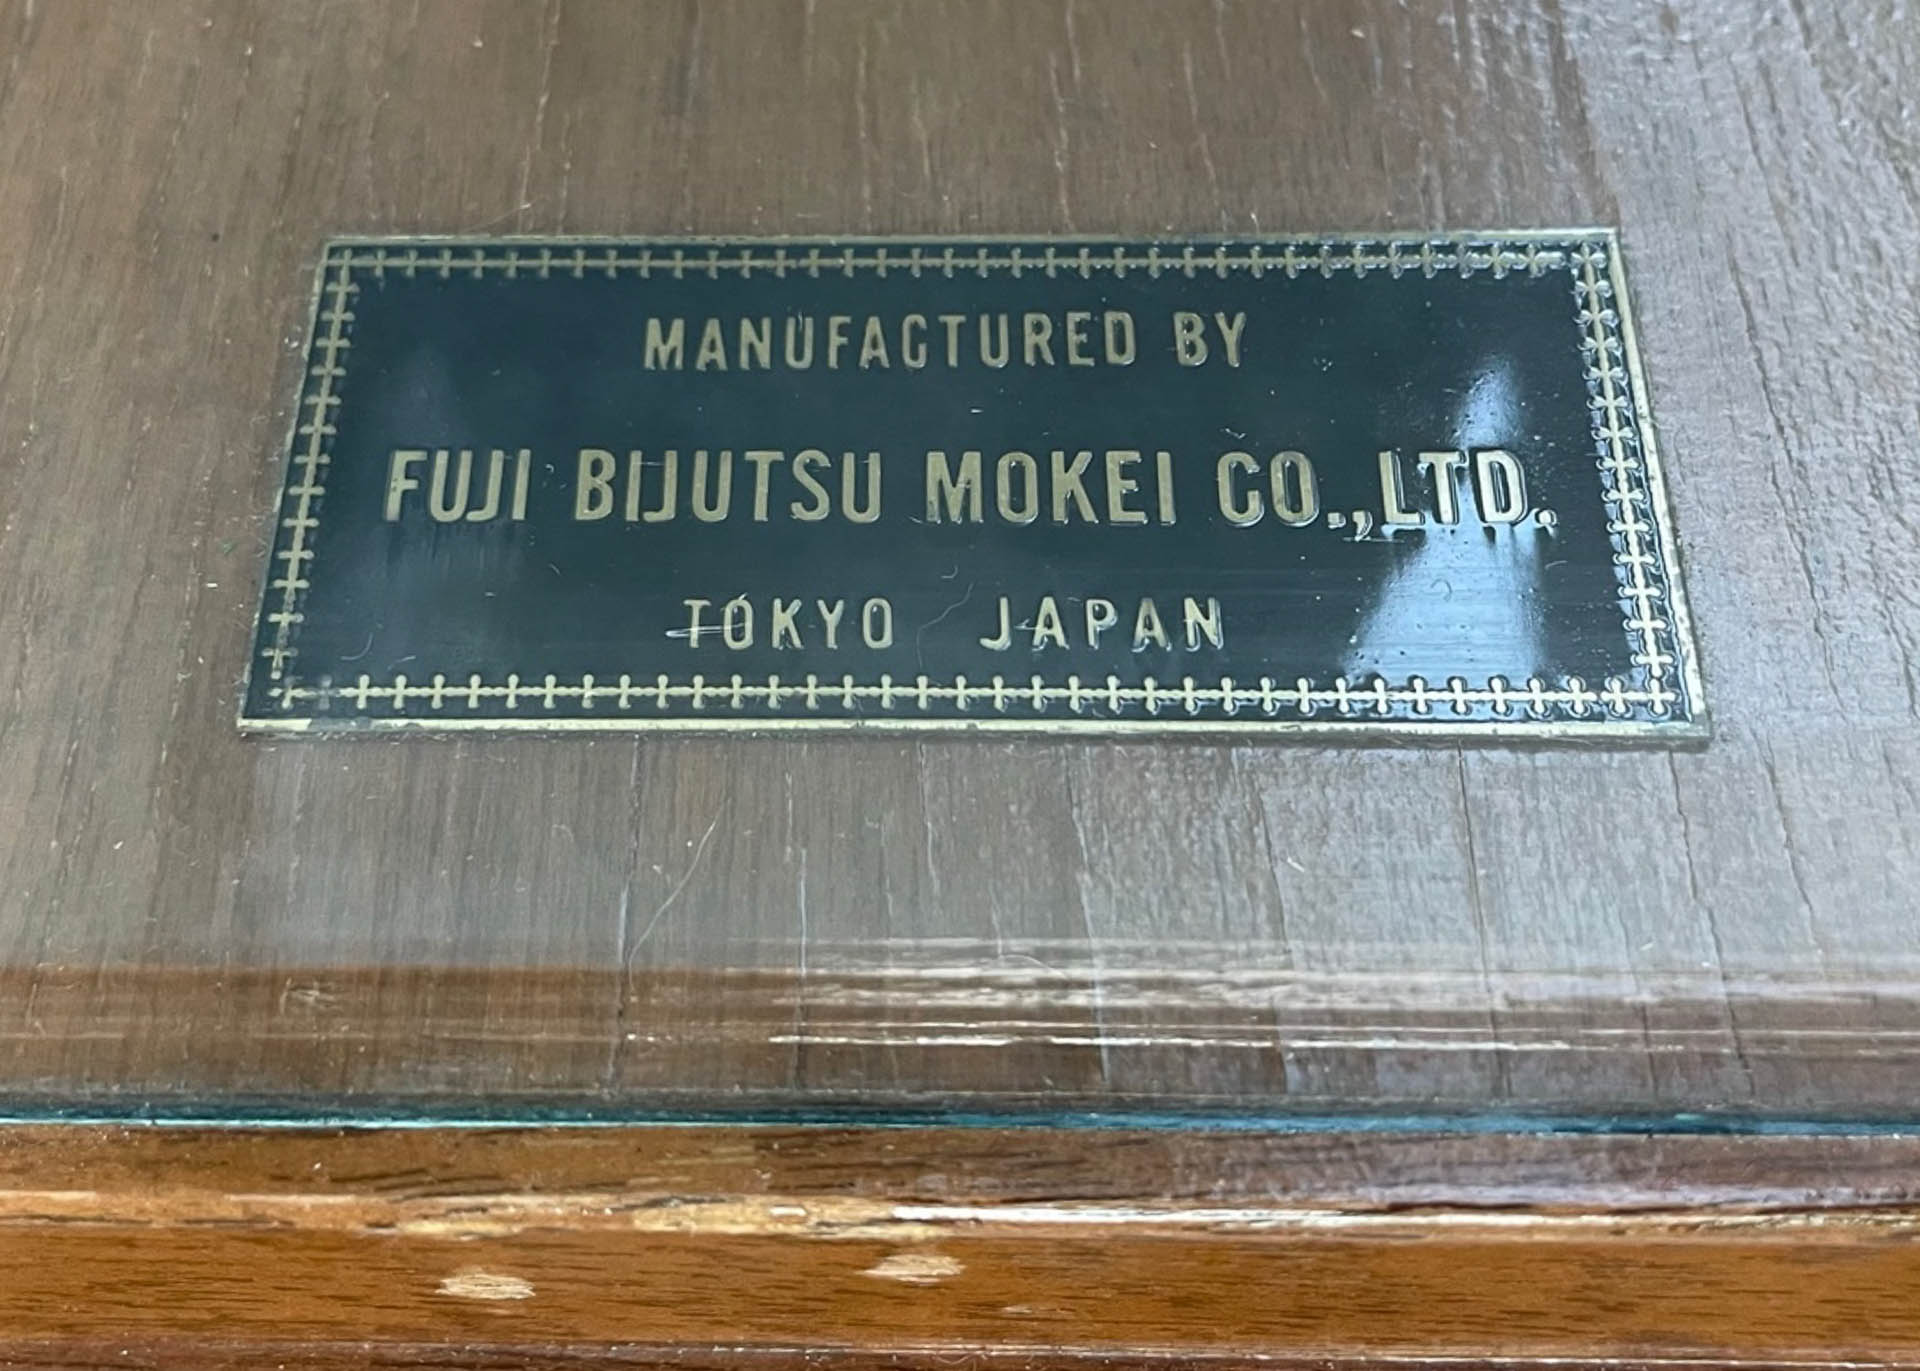 MANUFACTURED BY
FUJI BIJUTSU MOKEI CO.,LTD.
TOKYO JAPAN